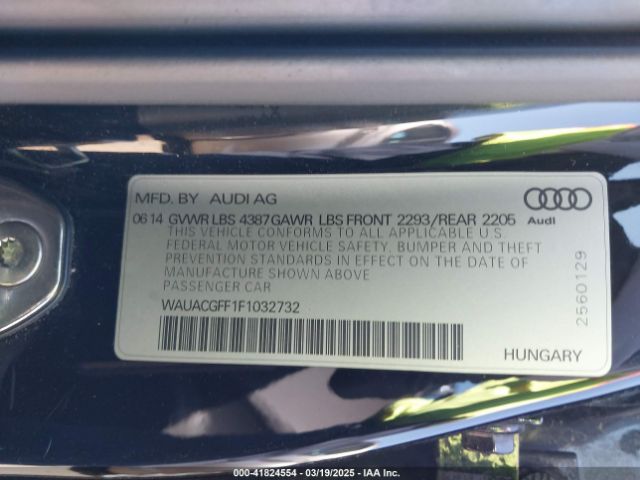 MFD. BY AUDI AG
0614 GVWR LBS 4387 GAWR LBS FRONT 2293/REAR 2205
Audi
THIS VEHICLE CONFORMS TO ALL APPLICABLE U.S.
FEDERAL MOTOR VEHICLE SAFETY, BUMPER AND THEFT
PREVENTION STANDARDS IN EFFECT ON THE DATE OF
MANUFACTURE SHOWN ABOVE
PASSENGER CAR
WAUACGFF1F1032732
HUNGARY
2560129
000-41824554 — 03/19/2025 — IAA Inc.